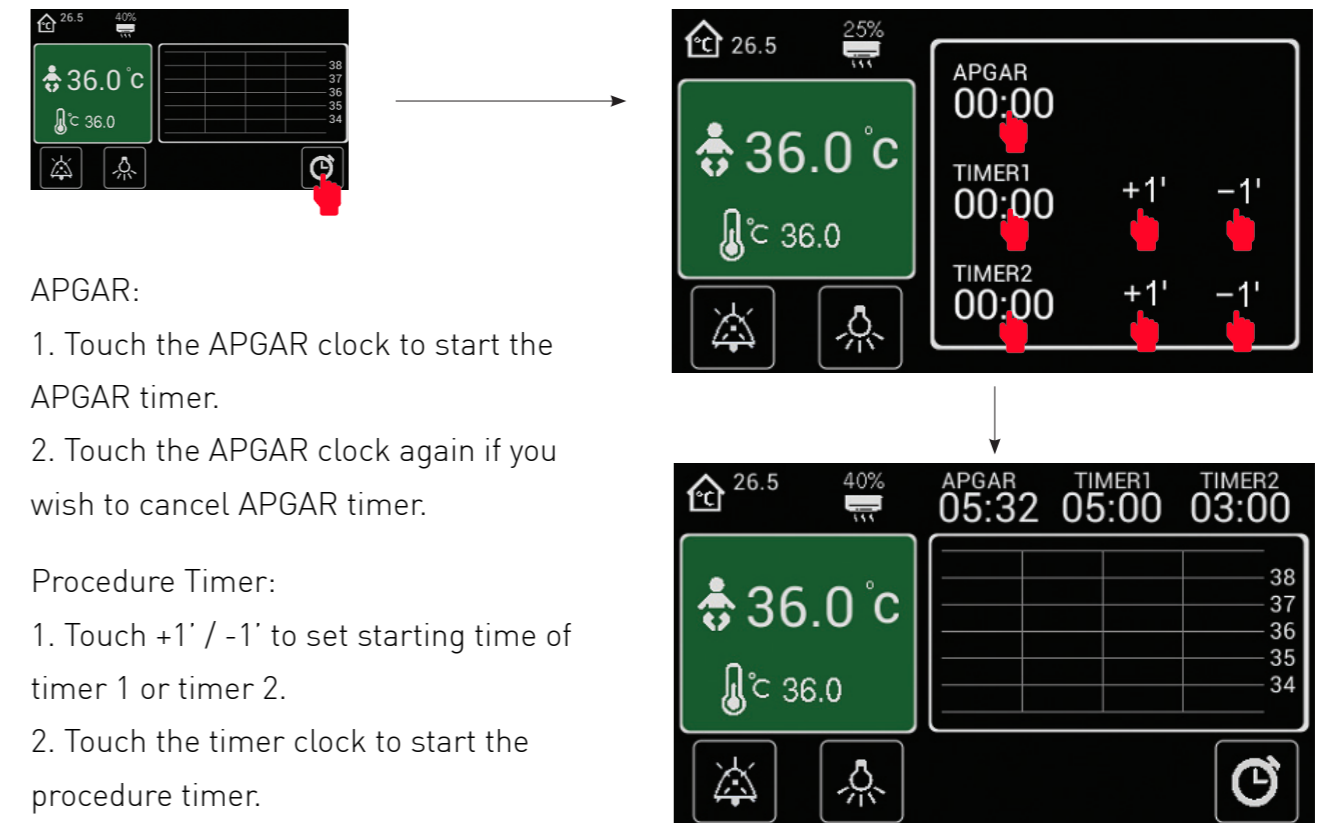 26.5 40%
36.0 °c
°C 36.0
38
37
36
35
34
APGAR:
1. Touch the APGAR clock to start the
APGAR timer.
2. Touch the APGAR clock again if you
wish to cancel APGAR timer.
Procedure Timer:
1. Touch +1’ / -1’ to set starting time of
timer 1 or timer 2.
2. Touch the timer clock to start the
procedure timer.
°C 26.5 25%
36.0 °c
°C 36.0
APGAR
00:00
TIMER1
00:00 +1' −1'
TIMER2
00:00 +1' −1'
°C 26.5 40% APGAR TIMER1 TIMER2
05:32 05:00 03:00
36.0 °c
°C 36.0
38
37
36
35
34